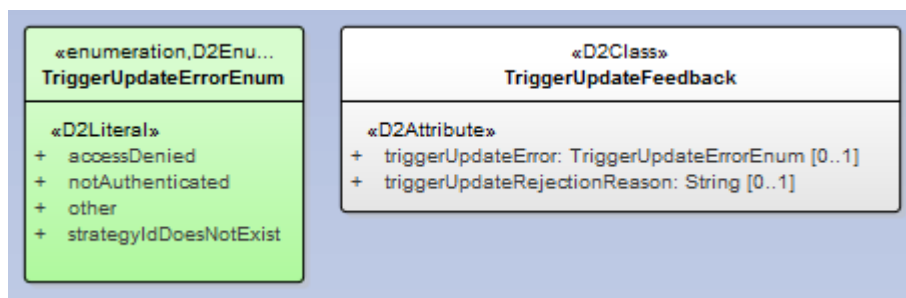 «enumeration,D2Enu...
TriggerUpdateErrorEnum
«D2Literal»
+ accessDenied
+ notAuthenticated
+ other
+ strategyIdDoesNotExist
«D2Class»
TriggerUpdateFeedback
«D2Attribute»
+ triggerUpdateError: TriggerUpdateErrorEnum [0..1]
+ triggerUpdateRejectionReason: String [0..1]